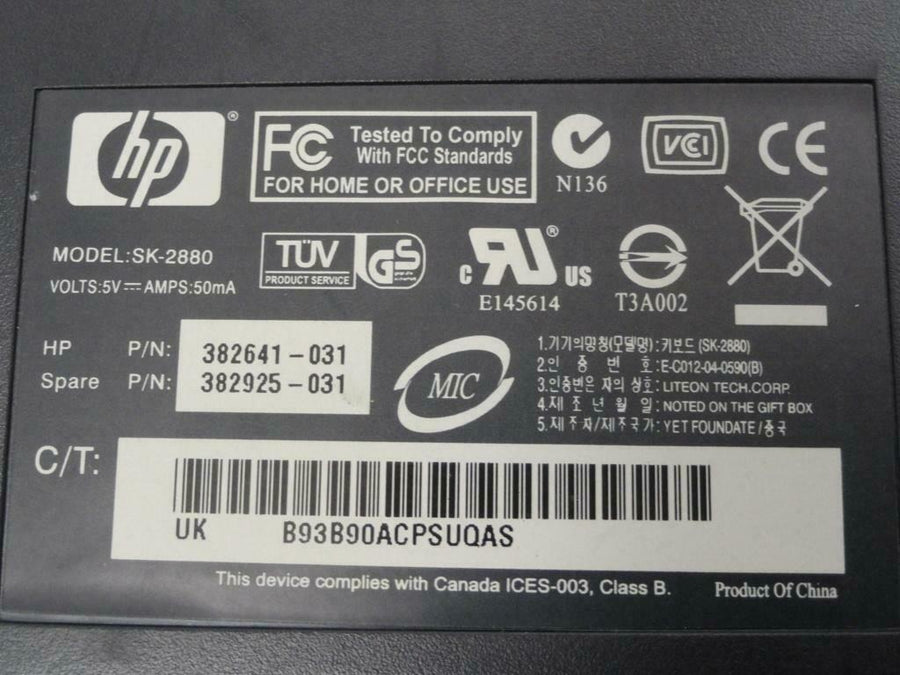 hp®
FC Tested To Comply
With FCC Standards
FOR HOME OR OFFICE USE
N136
VCI
CE
MODEL:SK-2880
VOLTS:5V⎓AMPS:50mA
TÜV
PRODUCT SERVICE
GS
c RU® US
E145614
T3A002
HP P/N: 382641-031
Spare P/N: 382925-031
MIC
1.기기의명칭(모델명):키보드(SK-2880)
2.인 증 번 호:E-C012-04-0590(B)
3.인증받은 자의 상호:LITEON TECH.CORP.
4.제 조 년 월 일:NOTED ON THE GIFT BOX
5.제조자/제조국가:YET FOUNDATE/중국
C/T:
UK B93B90ACPSUQAS
This device complies with Canada ICES-003, Class B.
Product Of China